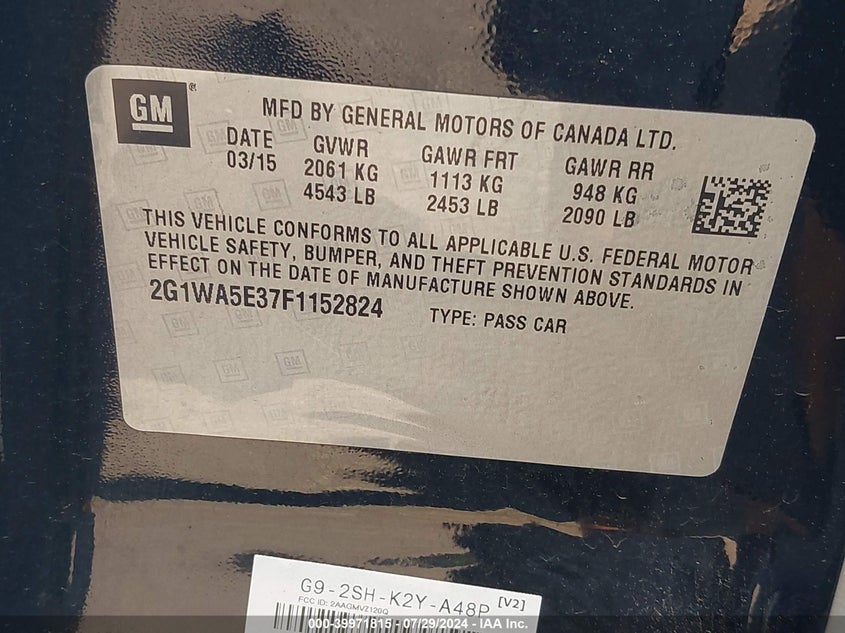 GM
MFD BY GENERAL MOTORS OF CANADA LTD.
DATE GVWR GAWR FRT GAWR RR
03/15 2061 KG 1113 KG 948 KG
4543 LB 2453 LB 2090 LB
THIS VEHICLE CONFORMS TO ALL APPLICABLE U.S. FEDERAL MOTOR
VEHICLE SAFETY, BUMPER, AND THEFT PREVENTION STANDARDS IN
EFFECT ON THE DATE OF MANUFACTURE SHOWN ABOVE.
2G1WA5E37F1152824 TYPE: PASS CAR
G9-2SH-K2Y-A48P [V2]
FCC ID: 2AAGMVZ120Q
000-39971815 - 07/29/2024 - IAA Inc.